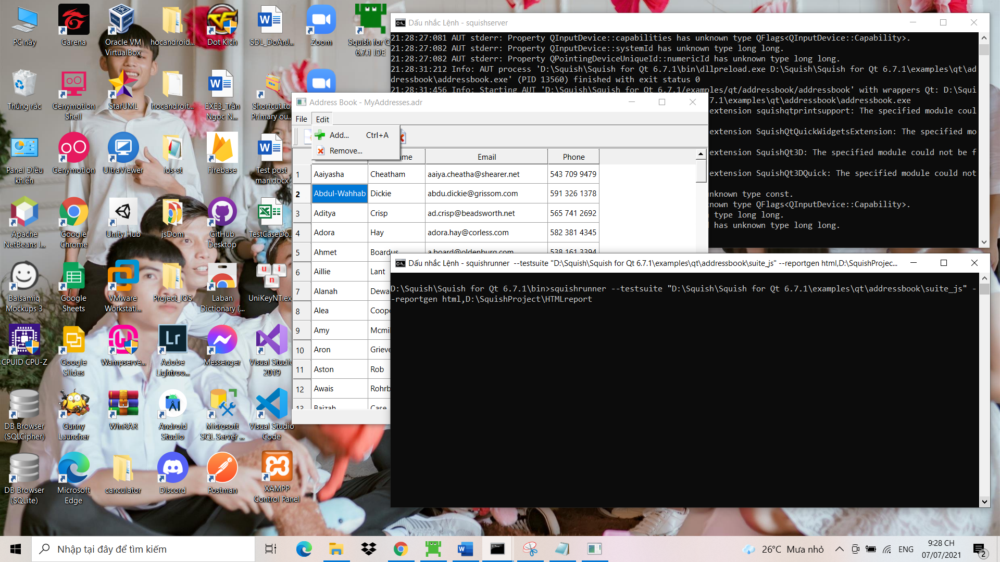 PC này
Garena
Oracle VM
VirtualBox
hocandroid...
Dot Kich
SDL_DoAnJ...
Zoom
Squish for Q
6.7.1 IDE
Thùng rác
Genymotion
Shell
StarUML
hocandroit...
EXE3_Trần
Ngọc N...
Shortcut to
Primary ou...
Panel Điều
khiển
Genymotion
UltraViewer
ios-st
Firebase
Test post
man.docx
Apache
NetBeans I...
Google
Chrome
Unity Hub
jsDom
GitHub
Desktop
TestCaseDo...
Balsamiq
Mockups 3
Google
Sheets
VMware
Workstati...
Project_IOS
Laban
Dictionary (...
UniKeyNT.ex
CPUID CPU-Z
Google
Slides
Wampserve...
Adobe
Lightroo...
Messenger
Visual Studio
2019
DB Browser
(SQLCipher)
Gunny
Launcher
WinRAR
Android
Studio
Microsoft
SQL Server ...
Visual Studio
Code
DB Browser
(SQLite)
Microsoft
Edge
canculator
Discord
Postman
XAMPP
Control Panel
Dấu nhắc Lệnh - squishserver
21:28:27:081 AUT stderr: Property QInputDevice::capabilities has unknown type QFlags<QInputDevice::Capability>.
21:28:27:082 AUT stderr: Property QInputDevice::systemId has unknown type long long.
21:28:27:082 AUT stderr: Property QPointingDeviceUniqueId::numericId has unknown type long long.
21:28:31:212 Info: AUT process 'D:\Squish\Squish for Qt 6.7.1\bin\dllpreload.exe D:\Squish\Squish for Qt 6.7.1\examples\qt\ad
dressbook\addressbook.exe' (PID 13560) finished with exit status 0
21:28:31:456 Info: Starting AUT 'D:\Squish\Squish for Qt 6.7.1/examples/qt/addressbook/addressbook' with wrappers Qt: D:\Squi
7.1\examples\qt\addressbook\addressbook.exe
extension squishqtprintsupport: The specified module coul
extension SquishQtQuickWidgetsExtension: The specified mo
extension SquishQt3D: The specified module could not be f
extension SquishQt3DQuick: The specified module could not
known type const.
known type QFlags<QInputDevice::Capability>.
n type long long.
has unknown type long long.
Address Book - MyAddresses.adr
File Edit
Add... Ctrl+A
Remove...
me Email Phone
1 Aaiyasha Cheatham aaiya.cheatha@shearer.net 543 709 9479
2 Abdul-Wahhab Dickie abdu.dickie@grissom.com 591 326 1378
3 Aditya Crisp ad.crisp@beadsworth.net 565 741 2692
4 Adora Hay adora.hay@corless.com 582 381 4345
5 Ahmet Boardus a.board@oldenburg.com 538 161 3394
6 Aillie Lant
7 Alanah Dewa
8 Alea Coope
9 Amy Mcmi
10 Aron Grieve
11 Aston Rob
12 Awais Rohrb
13 Baizah Case
Dấu nhắc Lệnh - squishrunner --testsuite "D:\Squish\Squish for Qt 6.7.1\examples\qt\addressbook\suite_js" --reportgen html,D:\SquishProjec...
D:\Squish\Squish for Qt 6.7.1\bin>squishrunner --testsuite "D:\Squish\Squish for Qt 6.7.1\examples\qt\addressbook\suite_js" -
-reportgen html,D:\SquishProject\HTMLreport
Nhập tại đây để tìm kiếm
26°C Mưa nhỏ
ENG
9:28 CH
07/07/2021
2